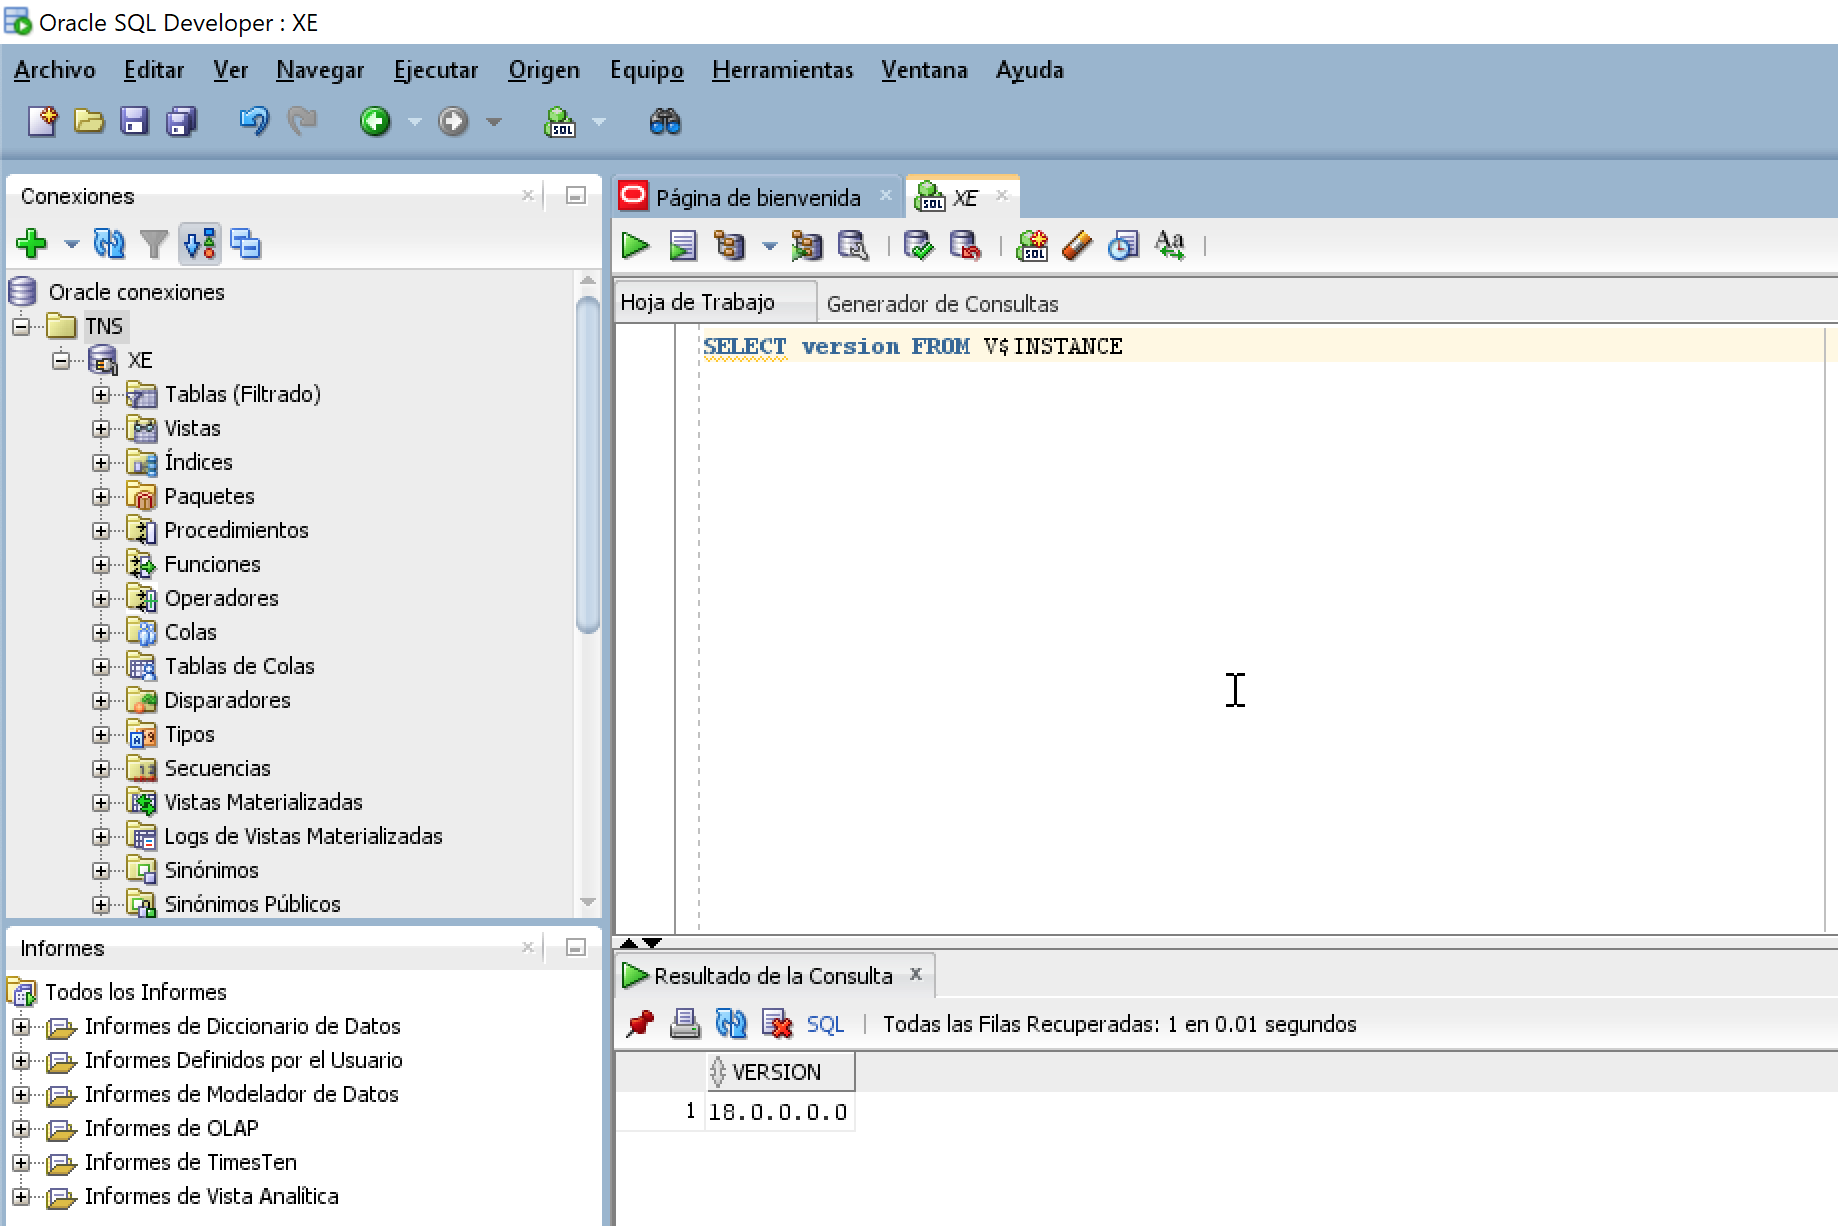 Oracle SQL Developer : XE
Archivo Editar Ver Navegar Ejecutar Origen Equipo Herramientas Ventana Ayuda
SQL
Conexiones
Oracle conexiones
TNS
XE
Tablas (Filtrado)
Vistas
Índices
Paquetes
Procedimientos
Funciones
Operadores
Colas
Tablas de Colas
Disparadores
Tipos
Secuencias
Vistas Materializadas
Logs de Vistas Materializadas
Sinónimos
Sinónimos Públicos
Informes
Todos los Informes
Informes de Diccionario de Datos
Informes Definidos por el Usuario
Informes de Modelador de Datos
Informes de OLAP
Informes de TimesTen
Informes de Vista Analítica
Página de bienvenida
SQL XE
SQL Aa
Hoja de Trabajo Generador de Consultas
SELECT version FROM V$INSTANCE
Resultado de la Consulta
SQL | Todas las Filas Recuperadas: 1 en 0.01 segundos
VERSION
1 18.0.0.0.0